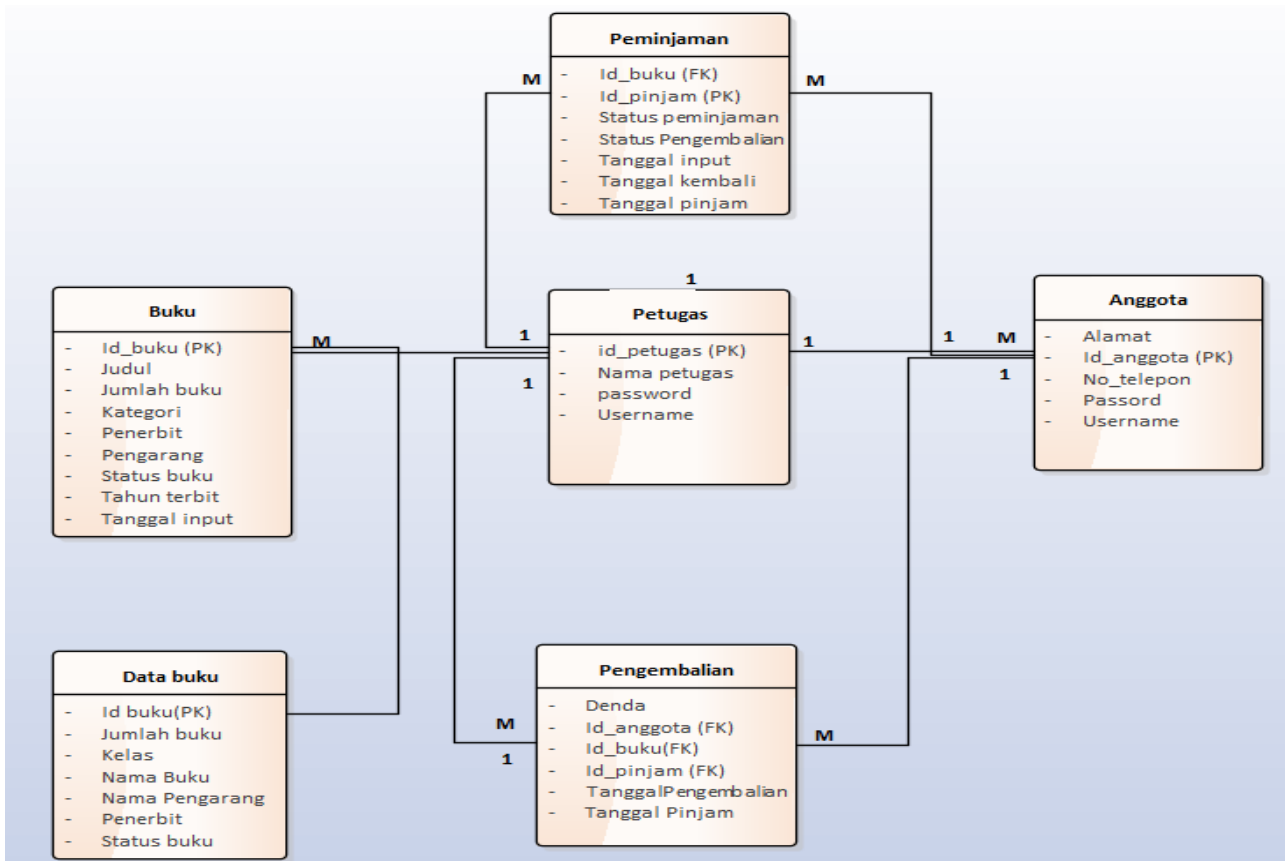 Peminjaman
- Id_buku (FK)
- Id_pinjam (PK)
- Status peminjaman
- Status Pengembalian
- Tanggal input
- Tanggal kembali
- Tanggal pinjam
M
M
Buku
- Id_buku (PK)
- Judul
- Jumlah buku
- Kategori
- Penerbit
- Pengarang
- Status buku
- Tahun terbit
- Tanggal input
M
1
Petugas
- id_petugas (PK)
- Nama petugas
- password
- Username
1
1
1
1
M
1
Anggota
- Alamat
- Id_anggota (PK)
- No_telepon
- Passord
- Username
Data buku
- Id buku(PK)
- Jumlah buku
- Kelas
- Nama Buku
- Nama Pengarang
- Penerbit
- Status buku
Pengembalian
- Denda
- Id_anggota (FK)
- Id_buku(FK)
- Id_pinjam (FK)
- TanggalPengembalian
- Tanggal Pinjam
M
1
M